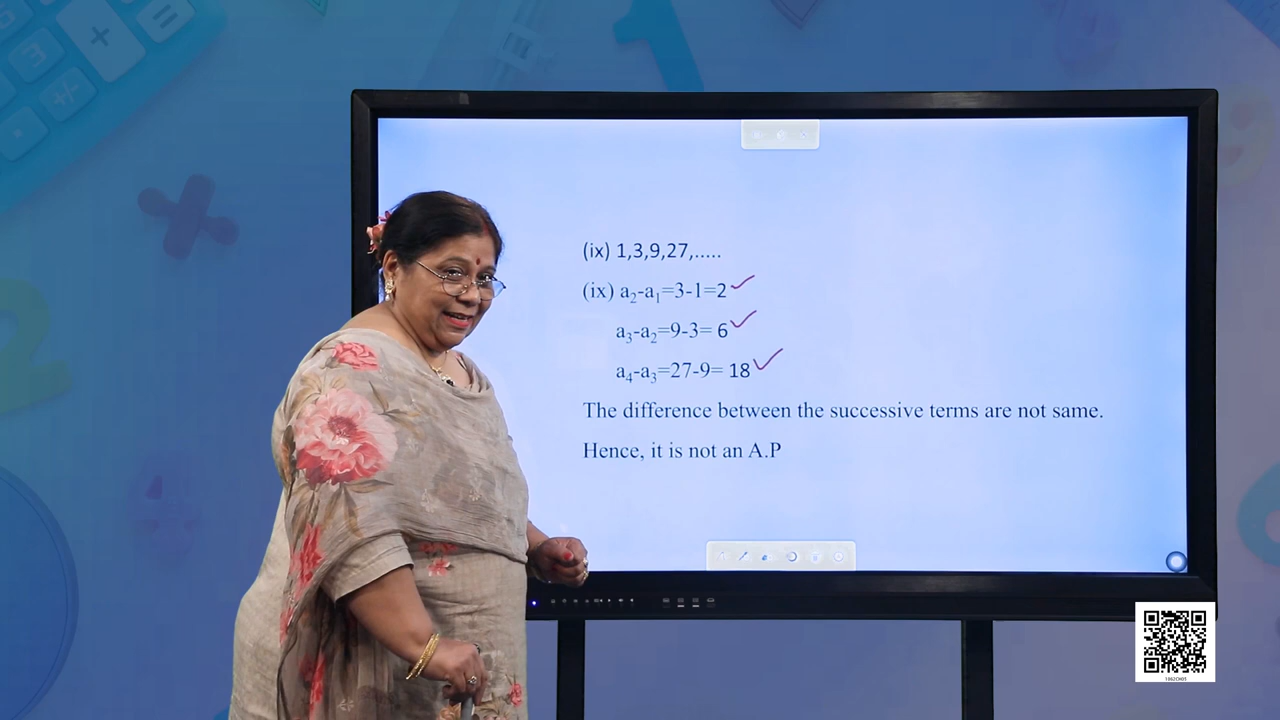 (ix) 1,3,9,27,.....
(ix) a₂-a₁=3-1=2
a₃-a₂=9-3= 6
a₄-a₃=27-9= 18
The difference between the successive terms are not same.
Hence, it is not an A.P
1062CH05